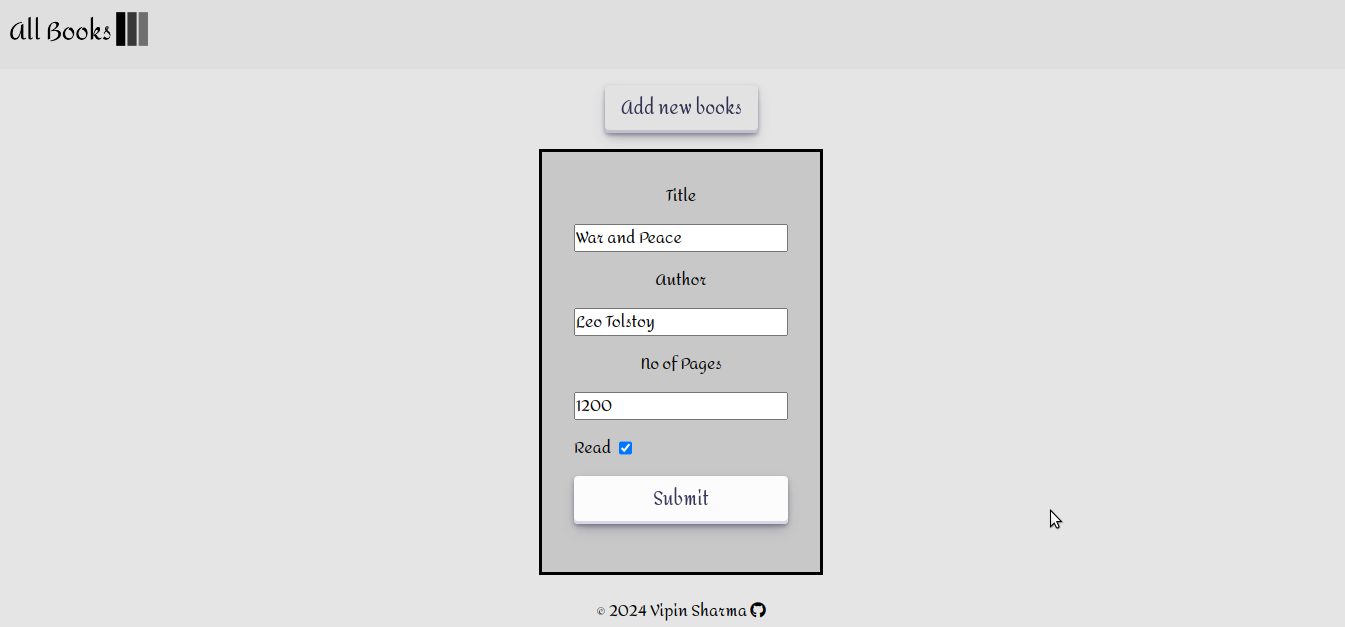 All Books
Add new books
Title
War and Peace
Author
Leo Tolstoy
No of Pages
1200
Read
Submit
© 2024 Vipin Sharma